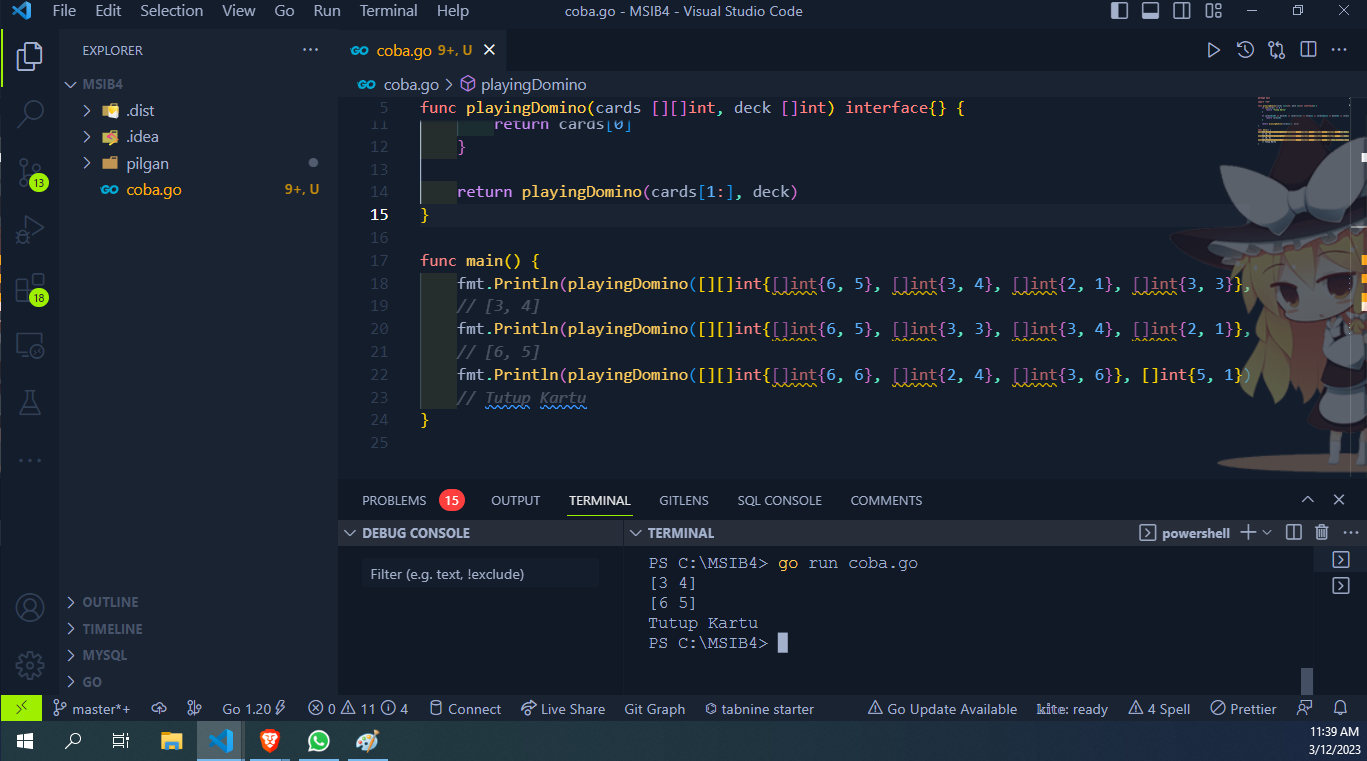 File Edit Selection View Go Run Terminal Help coba.go - MSIB4 - Visual Studio Code
EXPLORER
coba.go 9+, U
MSIB4
.dist
.idea
pilgan
coba.go 9+, U
coba.go > playingDomino
5 func playingDomino(cards [][]int, deck []int) interface{} {
11 return cards[0]
12 }
13
14 return playingDomino(cards[1:], deck)
15 }
16
17 func main() {
18 fmt.Println(playingDomino([][]int{[]int{6, 5}, []int{3, 4}, []int{2, 1}, []int{3, 3}},
19 // [3, 4]
20 fmt.Println(playingDomino([][]int{[]int{6, 5}, []int{3, 3}, []int{3, 4}, []int{2, 1}},
21 // [6, 5]
22 fmt.Println(playingDomino([][]int{[]int{6, 6}, []int{2, 4}, []int{3, 6}}, []int{5, 1})
23 // Tutup Kartu
24 }
25
13
18
PROBLEMS 15 OUTPUT TERMINAL GITLENS SQL CONSOLE COMMENTS
DEBUG CONSOLE
Filter (e.g. text, !exclude)
TERMINAL
powershell
PS C:\MSIB4> go run coba.go
[3 4]
[6 5]
Tutup Kartu
PS C:\MSIB4>
OUTLINE
TIMELINE
MYSQL
GO
master*+ Go 1.20 0 11 4 Connect Live Share Git Graph tabnine starter Go Update Available kite: ready 4 Spell Prettier
11:39 AM
3/12/2023